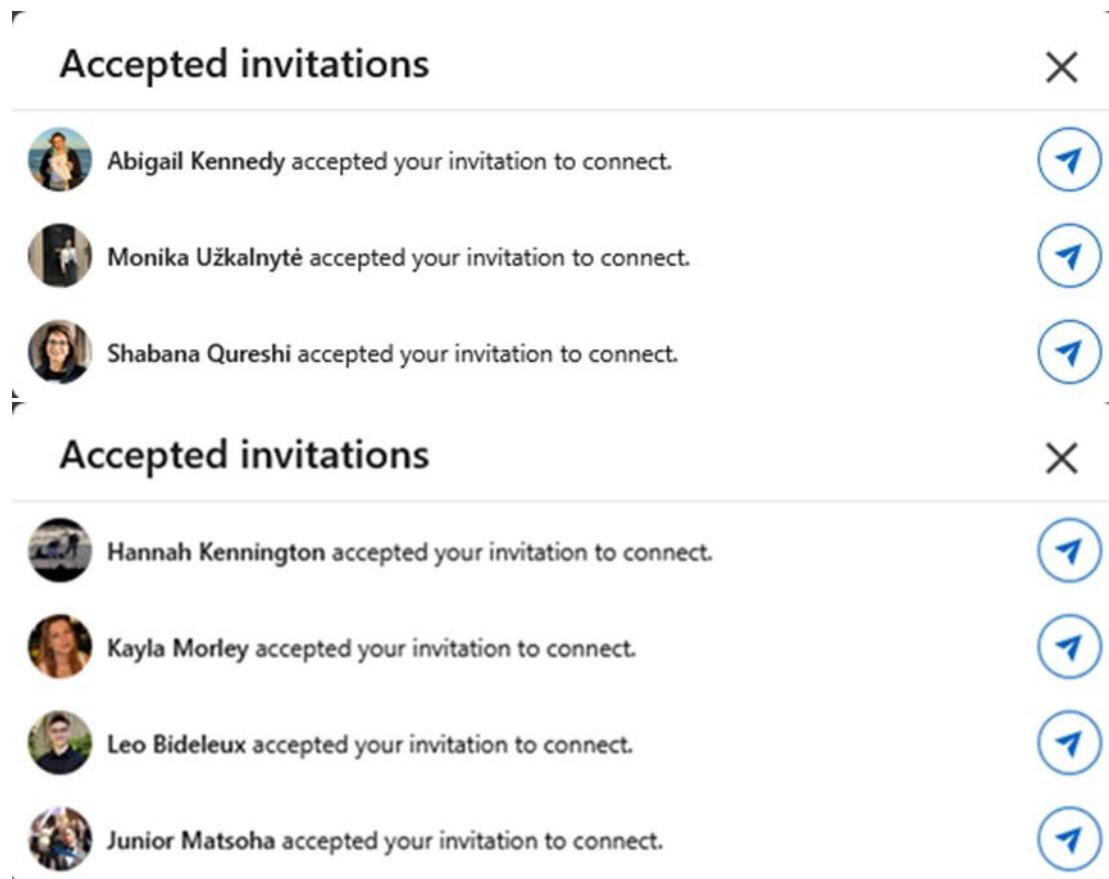 Accepted invitations
Abigail Kennedy accepted your invitation to connect.
Monika Užkalnytė accepted your invitation to connect.
Shabana Qureshi accepted your invitation to connect.
Accepted invitations
Hannah Kennington accepted your invitation to connect.
Kayla Morley accepted your invitation to connect.
Leo Bideleux accepted your invitation to connect.
Junior Matsoha accepted your invitation to connect.